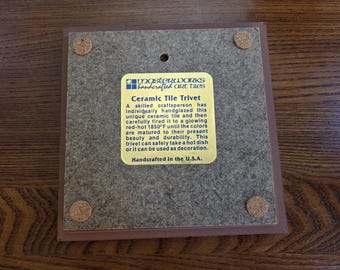 masterworks
handcrafted art tiles
Ceramic Tile Trivet
A skilled craftsperson has
individually handglazed this
unique ceramic tile and then
carefully fired it to a glowing
red-hot 1850°F until the colors
are matured to their present
beauty and durability. This
trivet can safely take a hot dish
or it can be used as decoration.
Handcrafted in the U.S.A.